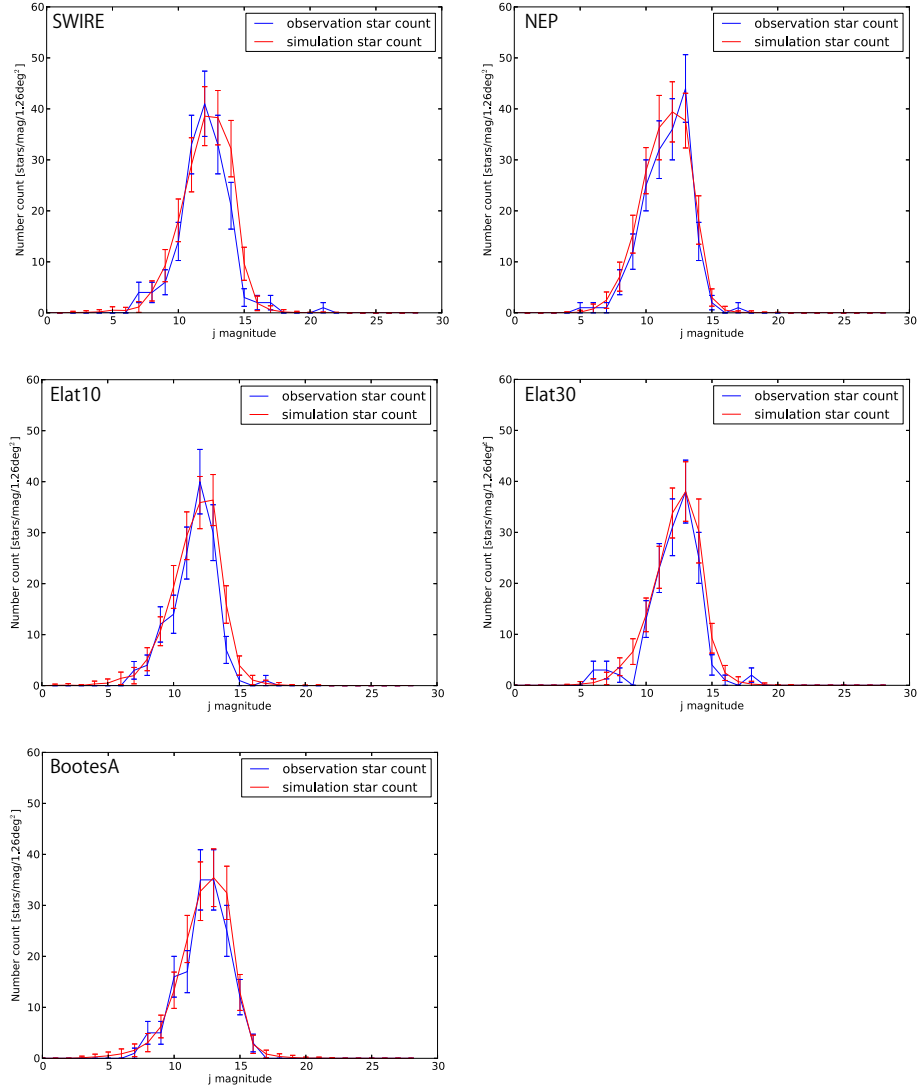 SWIRE
observation star count
simulation star count
Number count [stars/mag/1.26deg²]
60
50
40
30
20
10
0
0 5 10 15 20 25 30
j magnitude
NEP
observation star count
simulation star count
Number count [stars/mag/1.26deg²]
60
50
40
30
20
10
0
0 5 10 15 20 25 30
j magnitude
Elat10
observation star count
simulation star count
Number count [stars/mag/1.26deg²]
60
50
40
30
20
10
0
0 5 10 15 20 25 30
j magnitude
Elat30
observation star count
simulation star count
Number count [stars/mag/1.26deg²]
60
50
40
30
20
10
0
0 5 10 15 20 25 30
j magnitude
BootesA
observation star count
simulation star count
Number count [stars/mag/1.26deg²]
60
50
40
30
20
10
0
0 5 10 15 20 25 30
j magnitude